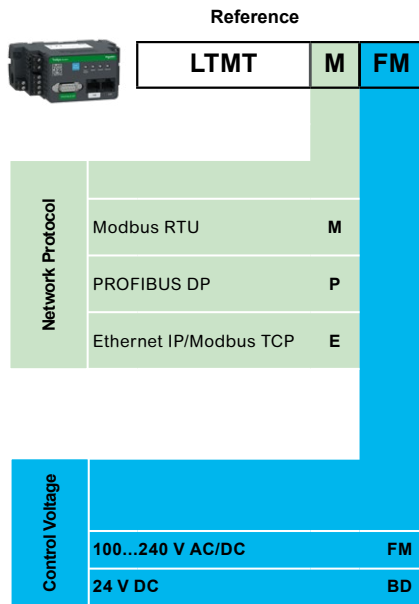 Reference
LTMT M FM
Network Protocol
Modbus RTU M
PROFIBUS DP P
Ethernet IP/Modbus TCP E
Control Voltage
100...240 V AC/DC FM
24 V DC BD